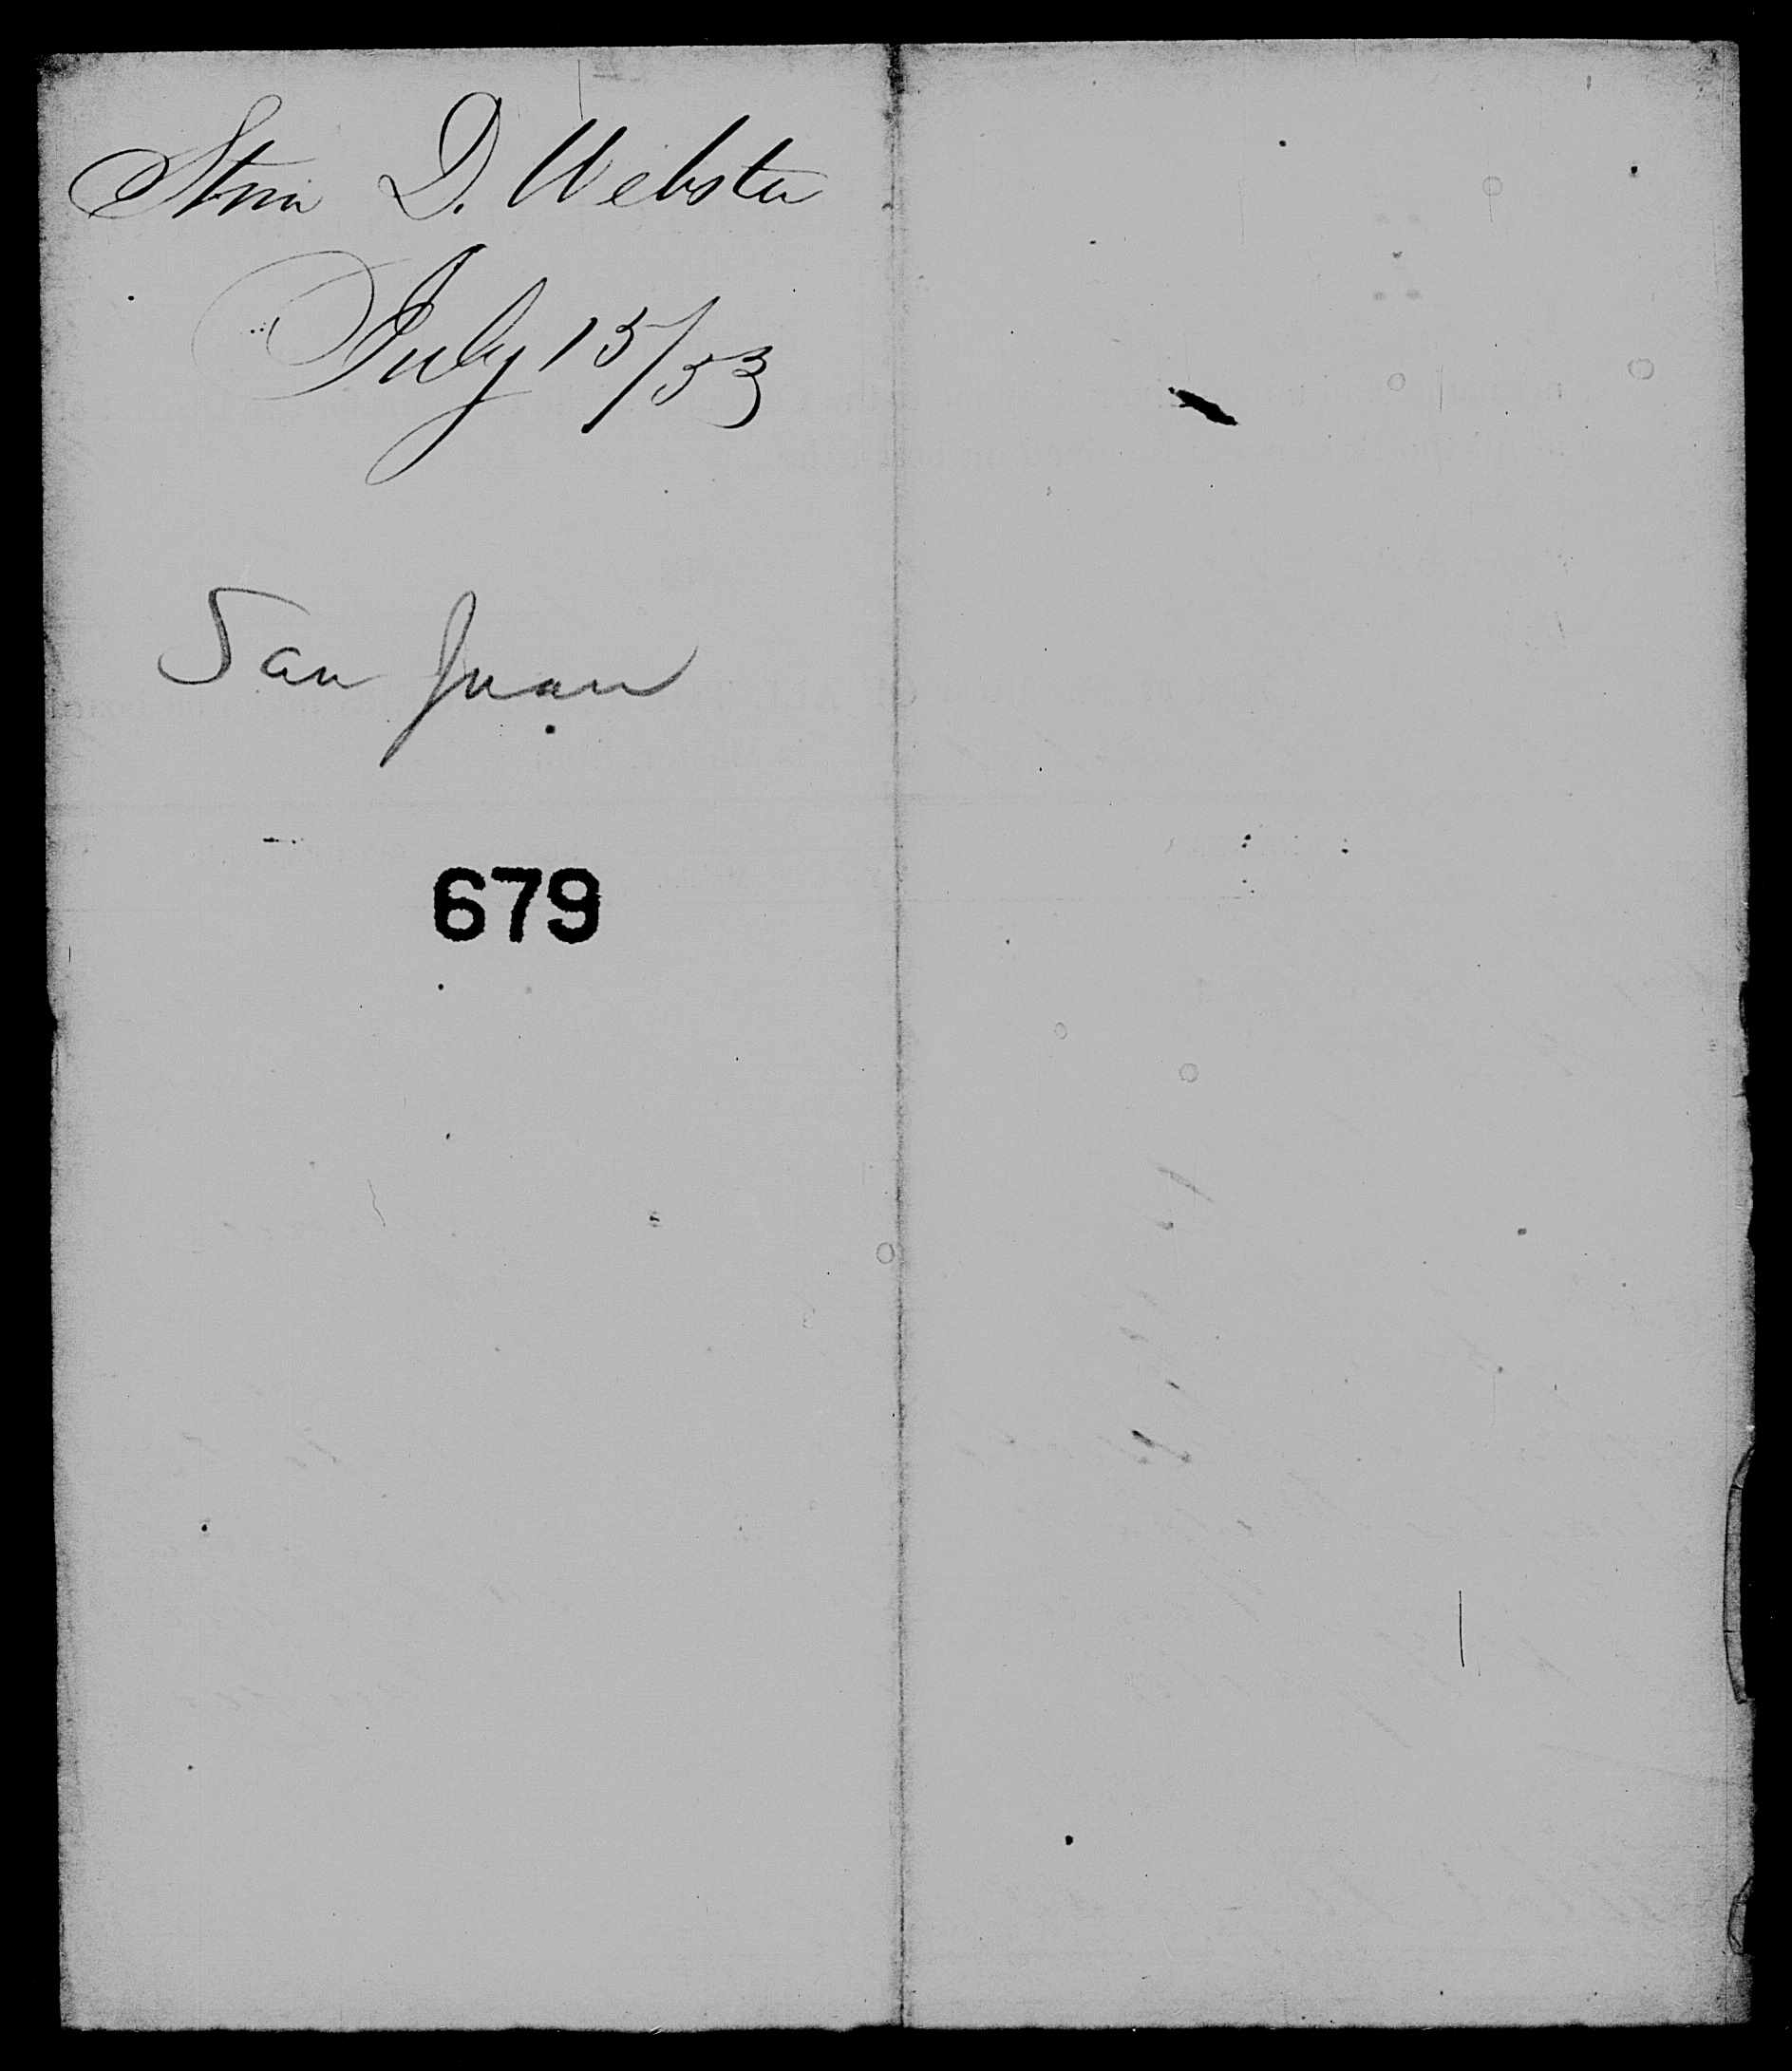 Stmr D. Webster
July 15/53
San Juan
679